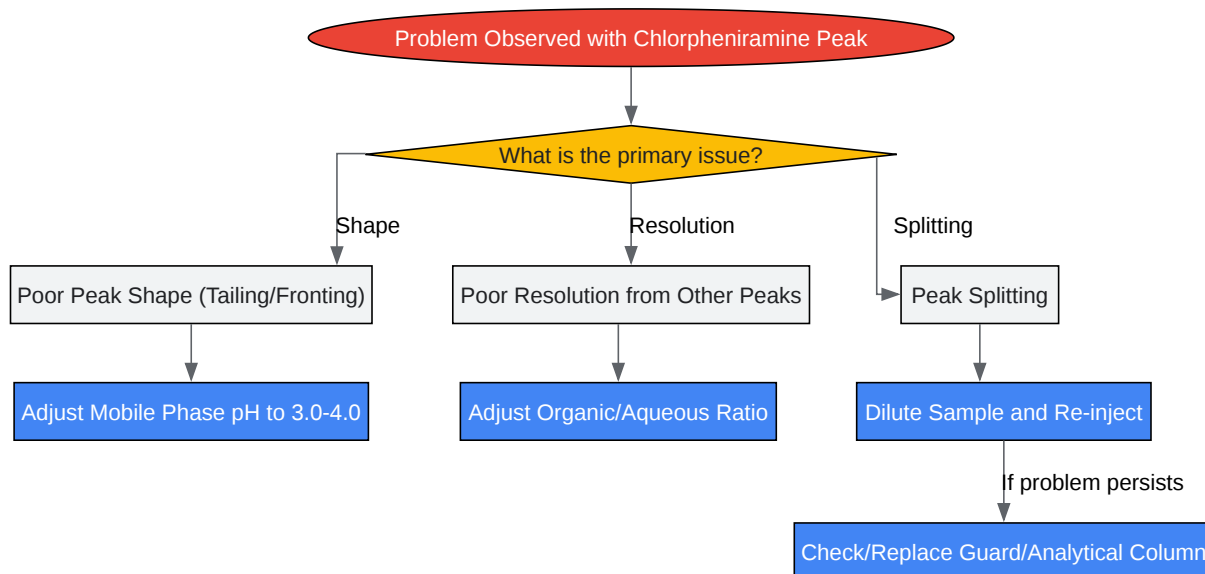 Problem Observed with Chlorpheniramine Peak
What is the primary issue?
Shape
Resolution
Splitting
Poor Peak Shape (Tailing/Fronting)
Poor Resolution from Other Peaks
Peak Splitting
Adjust Mobile Phase pH to 3.0-4.0
Adjust Organic/Aqueous Ratio
Dilute Sample and Re-inject
If problem persists
Check/Replace Guard/Analytical Column